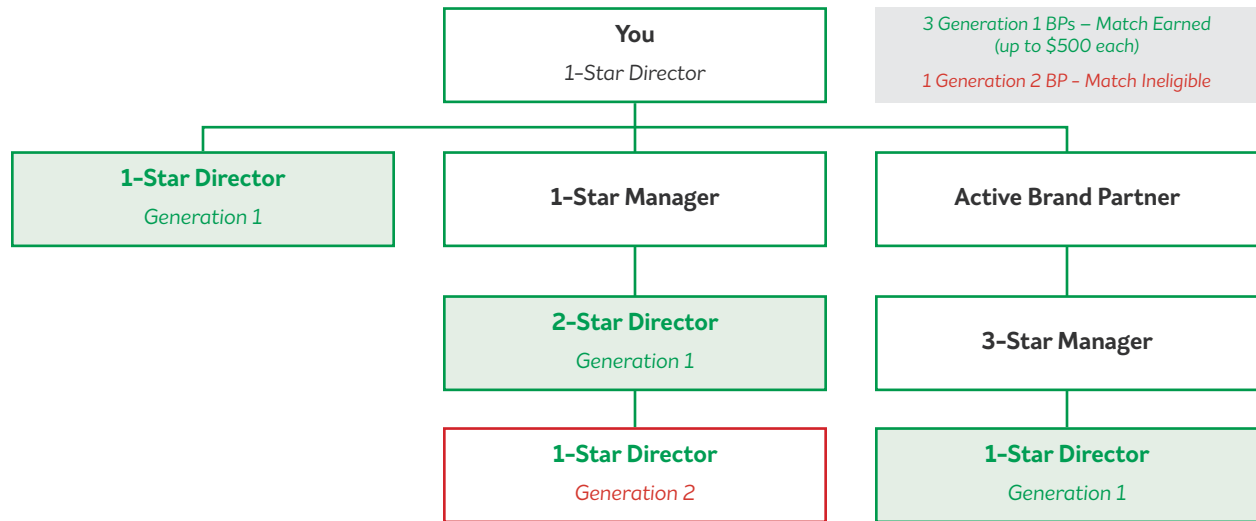 You
1-Star Director
3 Generation 1 BPs – Match Earned
(up to $500 each)
1 Generation 2 BP - Match Ineligible
1-Star Director
Generation 1
1-Star Manager
Active Brand Partner
2-Star Director
Generation 1
3-Star Manager
1-Star Director
Generation 2
1-Star Director
Generation 1